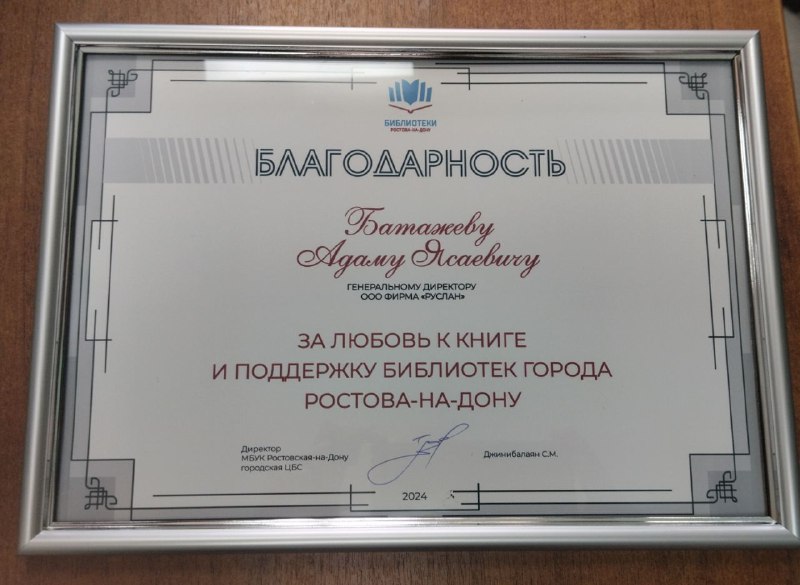 БИБЛИОТЕКИ
РОСТОВА-НА-ДОНУ
БЛАГОДАРНОСТЬ
Батажеву
Адаму Ясаевичу
ГЕНЕРАЛЬНОМУ ДИРЕКТОРУ
ООО ФИРМА «РУСЛАН»
ЗА ЛЮБОВЬ К КНИГЕ
И ПОДДЕРЖКУ БИБЛИОТЕК ГОРОДА
РОСТОВА-НА-ДОНУ
Директор
МБУК Ростовская-на-Дону
городская ЦБС
Джинибалаян С.М.
2024